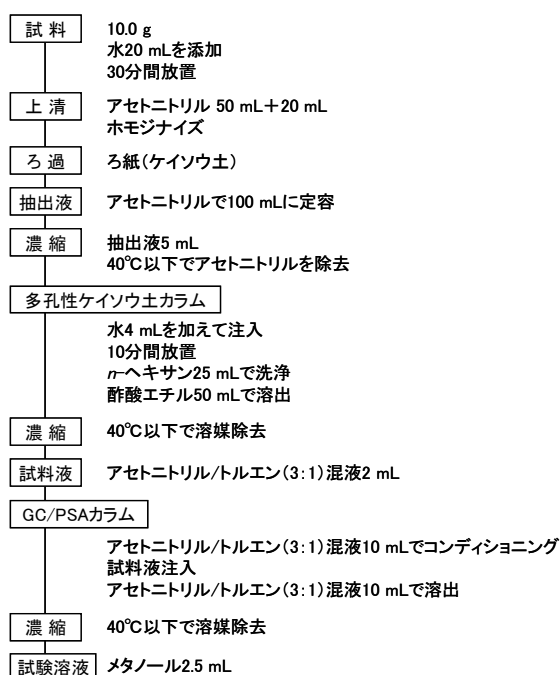 試 料 10.0 g
水20 mLを添加
30分間放置
上 清 アセトニトリル 50 mL＋20 mL
ホモジナイズ
ろ 過 ろ紙（ケイソウ土）
抽出液 アセトニトリルで100 mLに定容
濃 縮 抽出液5 mL
40℃以下でアセトニトリルを除去
多孔性ケイソウ土カラム
水4 mLを加えて注入
10分間放置
n-ヘキサン25 mLで洗浄
酢酸エチル50 mLで溶出
濃 縮 40℃以下で溶媒除去
試料液 アセトニトリル/トルエン（3：1）混液2 mL
GC/PSAカラム
アセトニトリル/トルエン（3：1）混液10 mLでコンディショニング
試料液注入
アセトニトリル/トルエン（3：1）混液10 mLで溶出
濃 縮 40℃以下で溶媒除去
試験溶液 メタノール2.5 mL